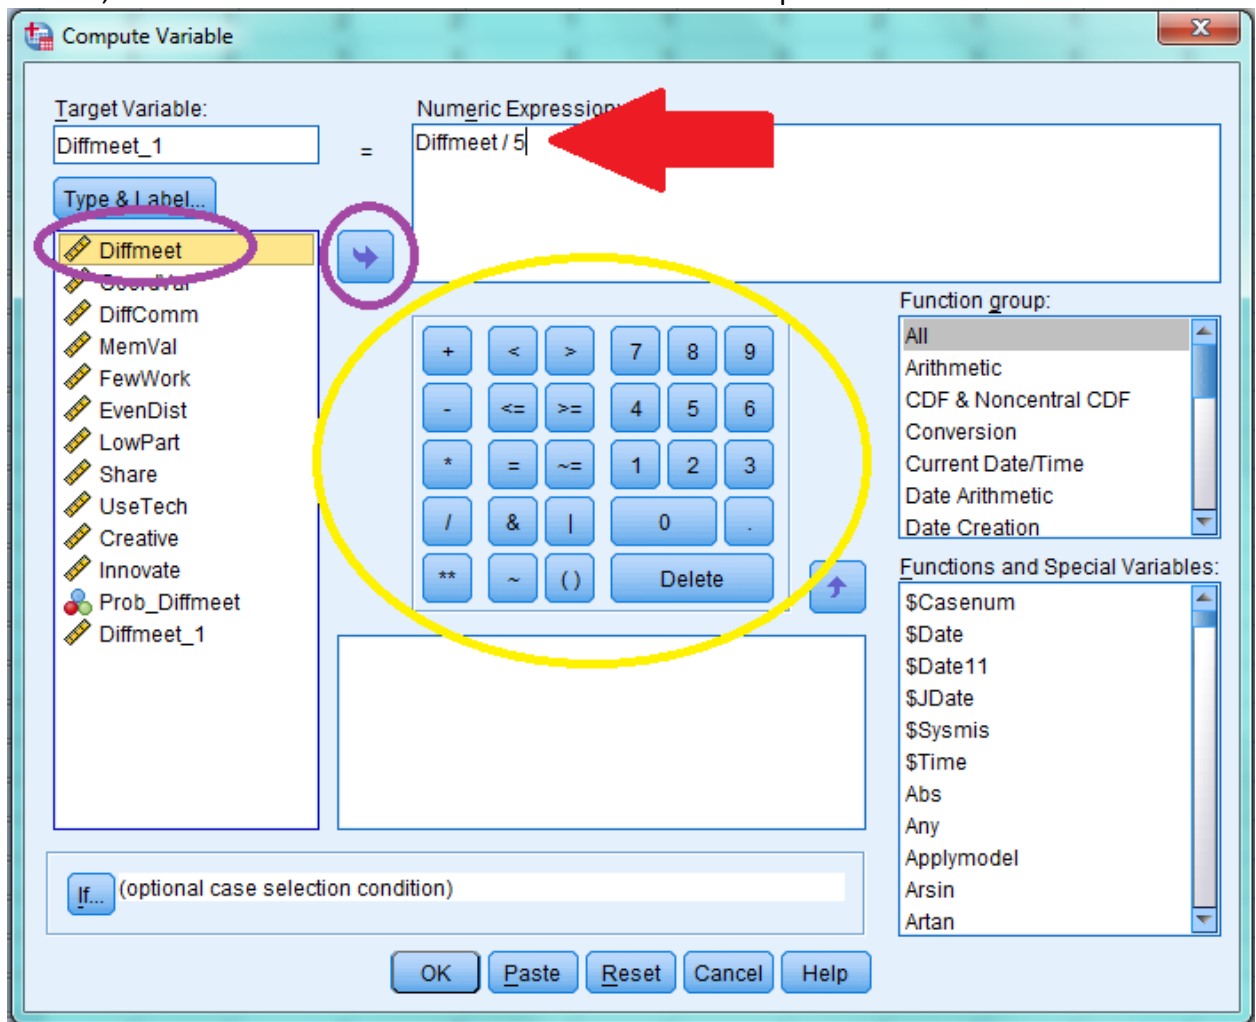 Compute Variable
X
Target Variable:
Diffmeet_1
=
Numeric Expression:
Diffmeet / 5
Type & Label...
Diffmeet
DiffComm
MemVal
FewWork
EvenDist
LowPart
Share
UseTech
Creative
Innovate
Prob_Diffmeet
Diffmeet_1
+ < > 7 8 9
- <= >= 4 5 6
* = ~= 1 2 3
/ & | 0 .
** ~ ( ) Delete
Function group:
All
Arithmetic
CDF & Noncentral CDF
Conversion
Current Date/Time
Date Arithmetic
Date Creation
Functions and Special Variables:
$Casenum
$Date
$Date11
$JDate
$Sysmis
$Time
Abs
Any
Applymodel
Arsin
Artan
If... (optional case selection condition)
OK Paste Reset Cancel Help